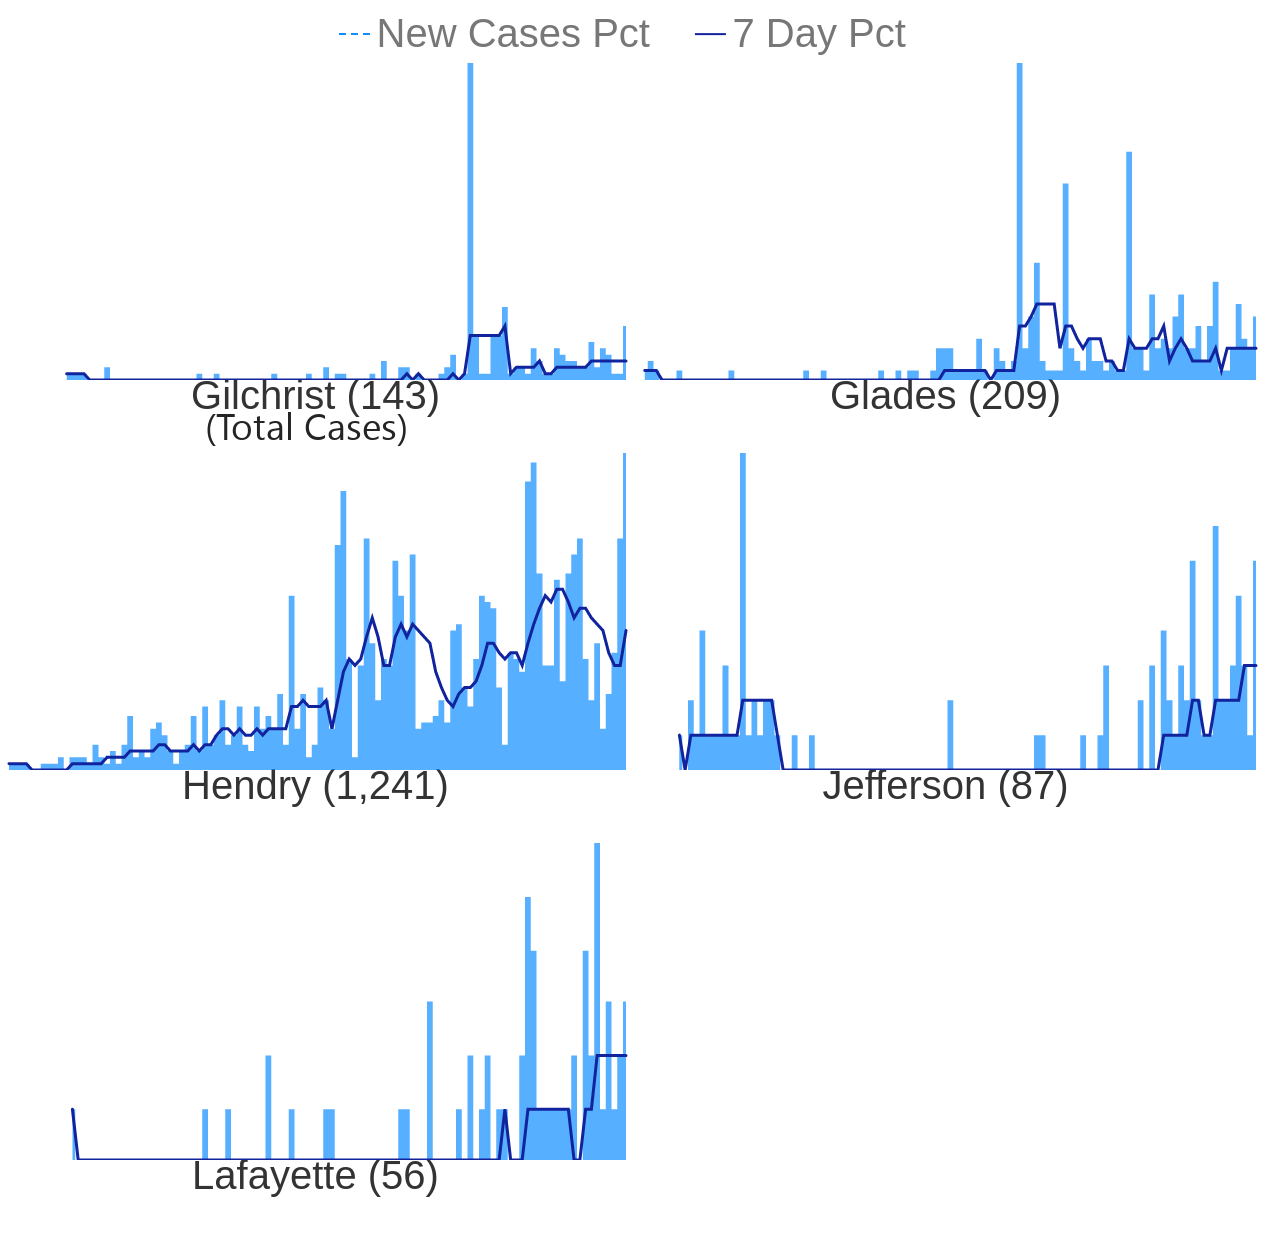 New Cases Pct 7 Day Pct
Gilchrist (143)
(Total Cases)
Glades (209)
Hendry (1,241)
Jefferson (87)
Lafayette (56)